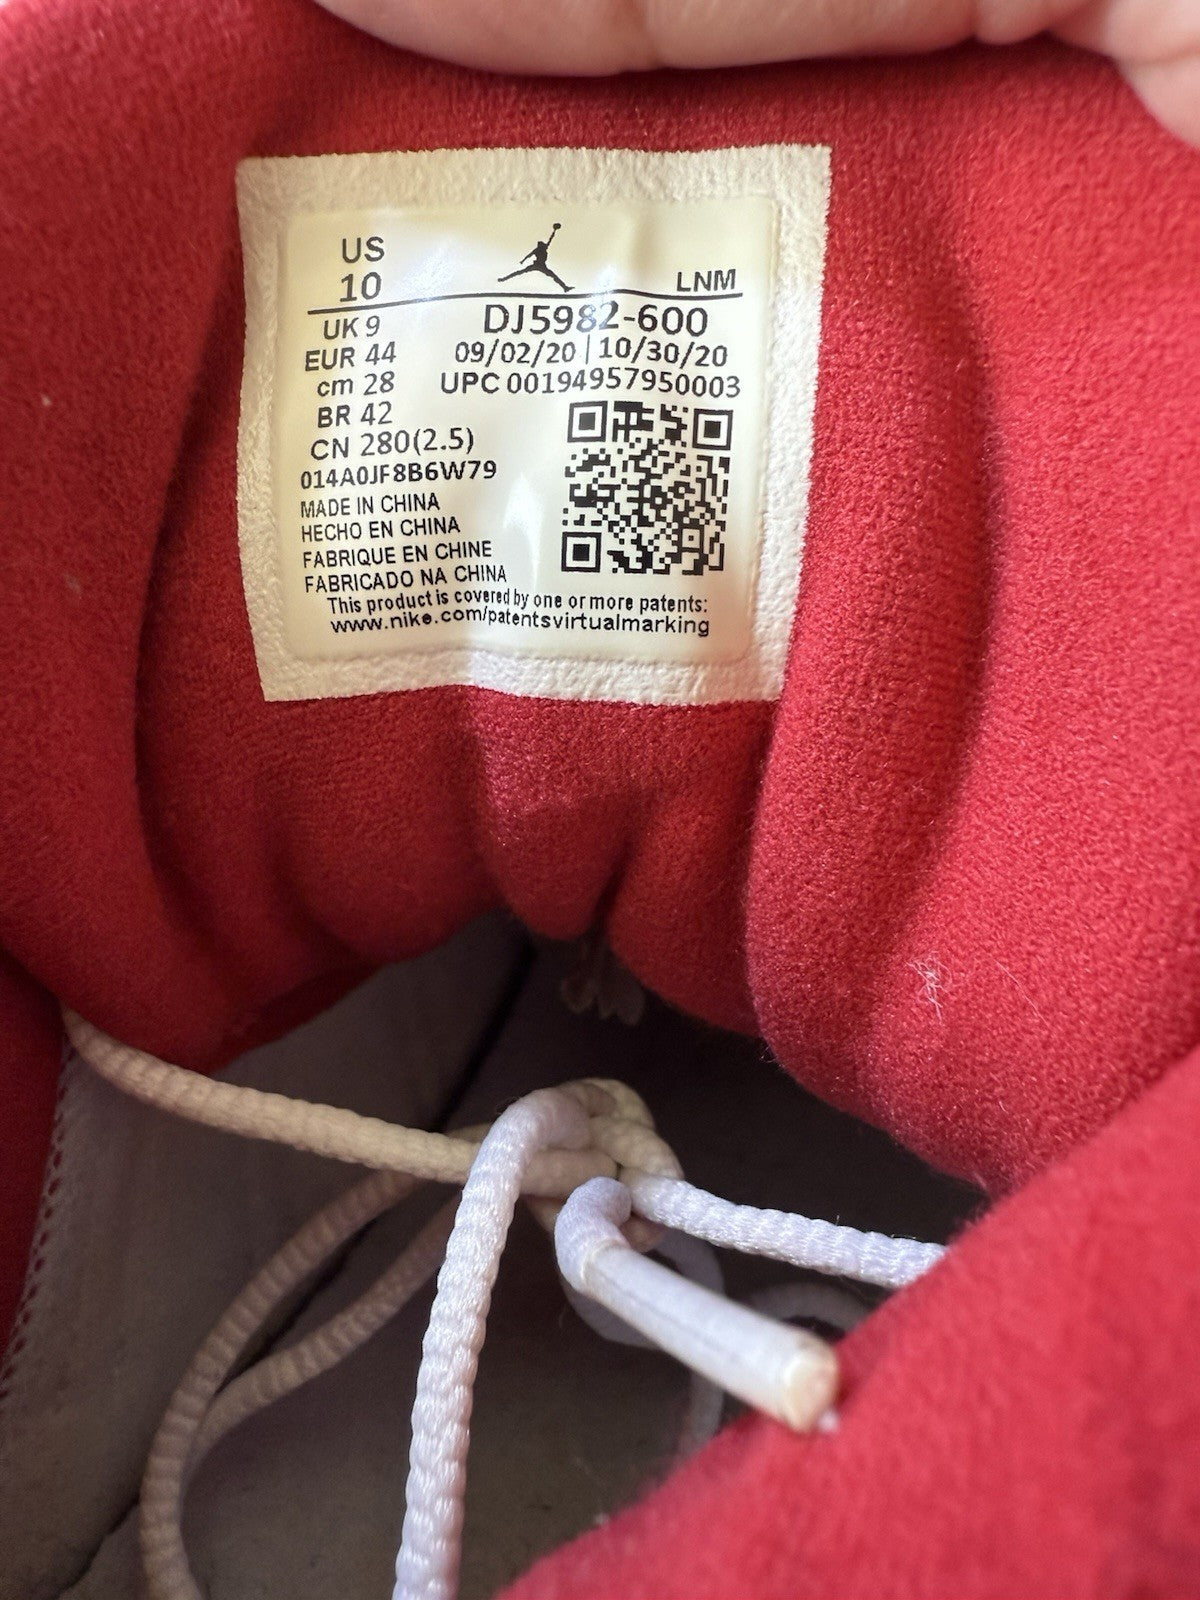 US
10
LNM
UK 9
DJ5982-600
EUR 44
09/02/20 | 10/30/20
cm 28
UPC 00194957950003
BR 42
CN 280(2.5)
014A0JF8B6W79
MADE IN CHINA
HECHO EN CHINA
FABRIQUE EN CHINE
FABRICADO NA CHINA
This product is covered by one or more patents:
www.nike.com/patentsvirtualmarking